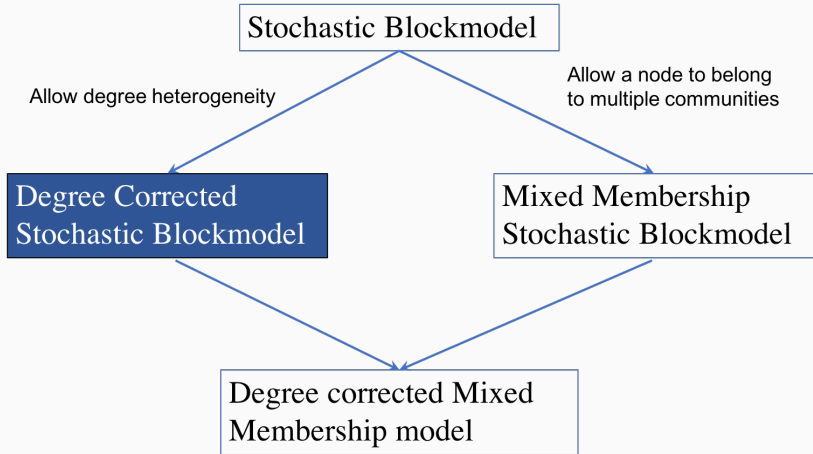 Stochastic Blockmodel
Allow degree heterogeneity
Allow a node to belong
to multiple communities
Degree Corrected
Stochastic Blockmodel
Mixed Membership
Stochastic Blockmodel
Degree corrected Mixed
Membership model